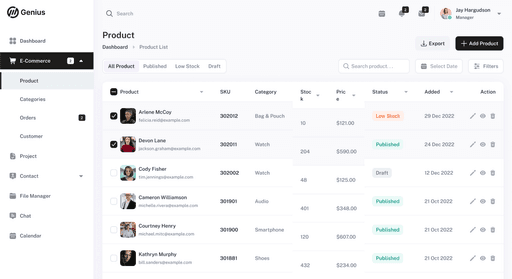 Genius
Search
2
2
Jay Hargudson
Manager
Dashboard
E-Commerce
Product
Categories
Orders
Customer
Project
Contact
File Manager
Chat
Calendar
Product
Dashboard
Product List
Export
+ Add Product
All Product
Published
Low Stock
Draft
Search product. . .
Select Date
Filters
Product
SKU
Category
Stoc
k
Pric
e
Status
Added
Action
Arlene McCoy
felicia.reid@example.com
302012
Bag & Pouch
10
$121.00
Low Stock
29 Dec 2022
Devon Lane
jackson.graham@example.com
302011
Watch
204
$590.00
Published
24 Dec 2022
Cody Fisher
tim.jennings@example.com
302002
Watch
48
$125.00
Draft
12 Dec 2022
Cameron Williamson
michelle.rivera@example.com
301901
Audio
401
$348.00
Published
21 Oct 2022
Courtney Henry
michael.mitc@example.com
301900
Smartphone
120
$607.00
Published
21 Oct 2022
Kathryn Murphy
bill.sanders@example.com
301881
Shoes
432
$234.00
Published
21 Oct 2022